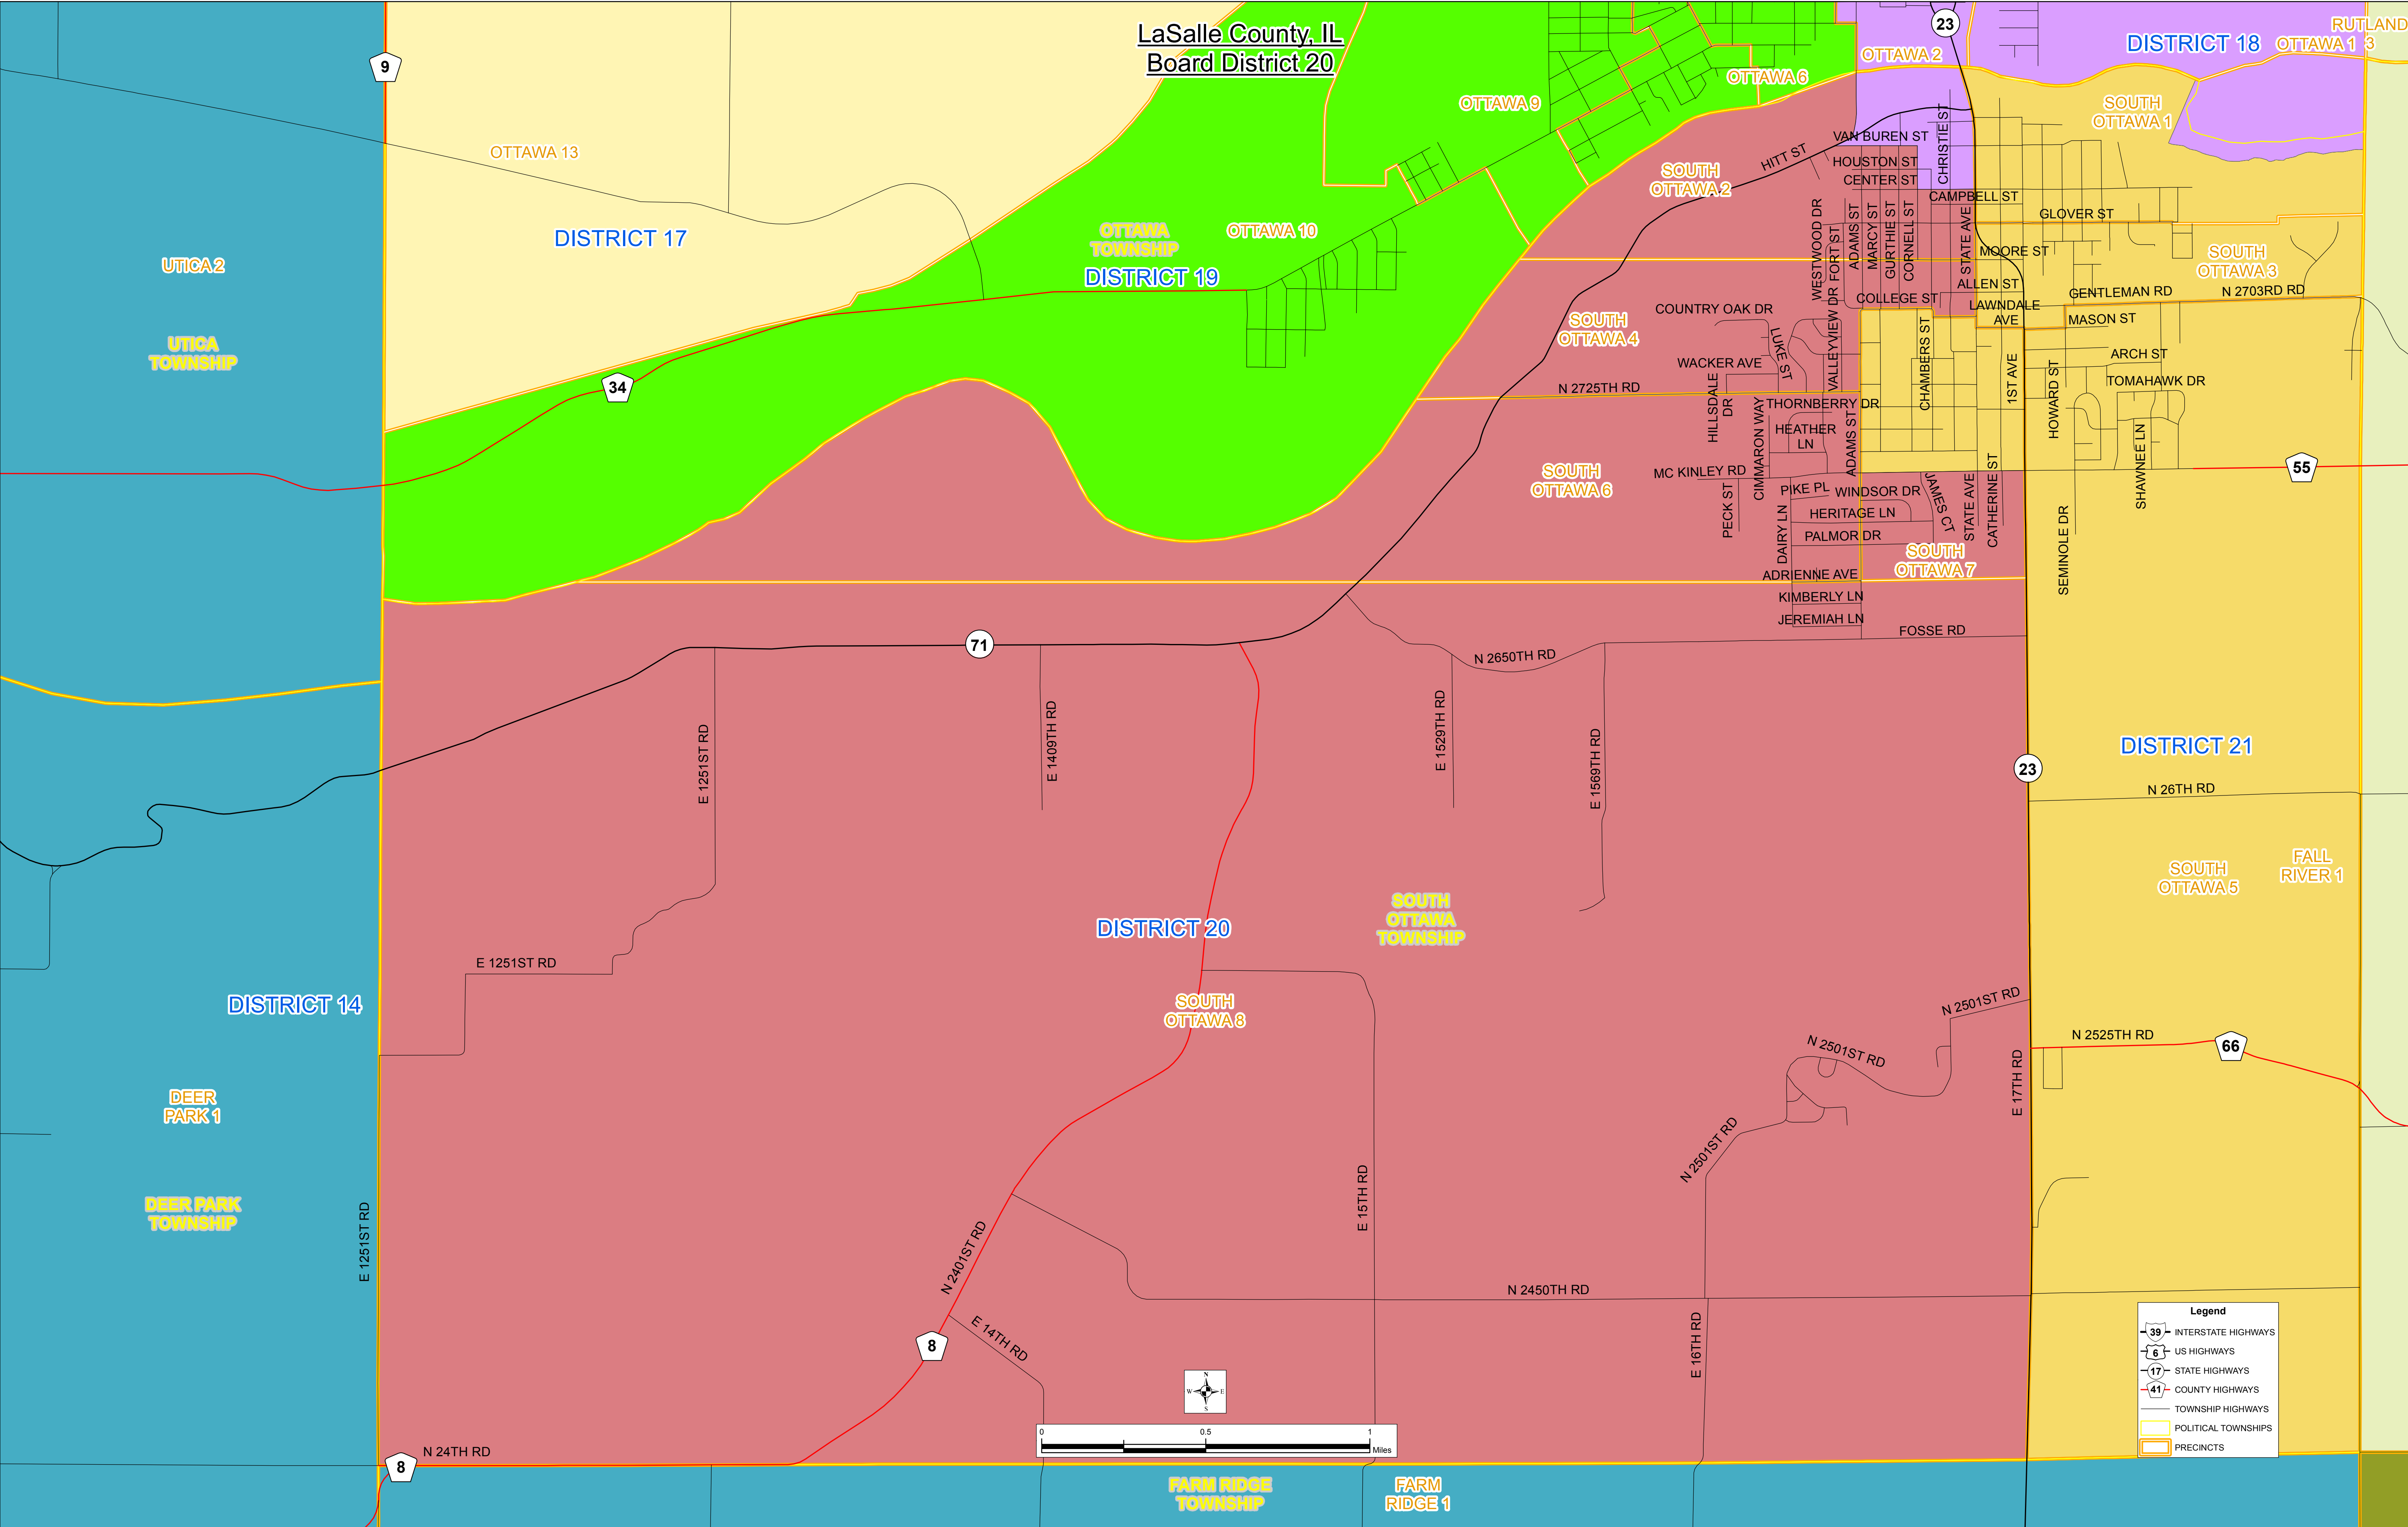 LaSalle County, IL
Board District 20
9
23
RUTLAND
3
DISTRICT 18
OTTAWA 1
OTTAWA 2
OTTAWA 6
OTTAWA 9
SOUTH
OTTAWA 1
OTTAWA 13
VAN BUREN ST
CHRISTIE ST
HITT ST
HOUSTON ST
CENTER ST
SOUTH
OTTAWA 2
CAMPBELL ST
GLOVER ST
DISTRICT 17
OTTAWA
TOWNSHIP
OTTAWA 10
DISTRICT 19
UTICA 2
WESTWOOD DR
FORT ST
ADAMS ST
MARCY ST
GURTHIE ST
CORNELL ST
STATE AVE
MOORE ST
SOUTH
OTTAWA 3
ALLEN ST
GENTLEMAN RD
N 2703RD RD
COLLEGE ST
LAWNDALE
AVE
MASON ST
COUNTRY OAK DR
SOUTH
OTTAWA 4
LUKE ST
VALLEYVIEW DR
CHAMBERS ST
UTICA
TOWNSHIP
WACKER AVE
1ST AVE
ARCH ST
HOWARD ST
TOMAHAWK DR
34
N 2725TH RD
HILLSDALE
DR
THORNBERRY DR
CIMMARON WAY
HEATHER
LN
ADAMS ST
SHAWNEE LN
55
SOUTH
OTTAWA 6
MC KINLEY RD
PECK ST
PIKE PL
WINDSOR DR
JAMES CT
STATE AVE
CATHERINE ST
HERITAGE LN
DAIRY LN
PALMOR DR
SEMINOLE DR
SOUTH
OTTAWA 7
ADRIENNE AVE
KIMBERLY LN
JEREMIAH LN
FOSSE RD
71
N 2650TH RD
E 1251ST RD
E 1409TH RD
E 1529TH RD
E 1569TH RD
DISTRICT 21
23
N 26TH RD
SOUTH
OTTAWA 5
FALL
RIVER 1
DISTRICT 20
SOUTH
OTTAWA
TOWNSHIP
E 1251ST RD
DISTRICT 14
SOUTH
OTTAWA 8
N 2501ST RD
N 2525TH RD
66
N 2501ST RD
E 17TH RD
DEER
PARK 1
N 2501ST RD
DEER PARK
TOWNSHIP
E 1251ST RD
E 15TH RD
N 2401ST RD
N 2450TH RD
8
E 14TH RD
E 16TH RD
N
W E
S
0 0.5 1
Miles
N 24TH RD
8
FARM RIDGE
TOWNSHIP
FARM
RIDGE 1
Legend
39 INTERSTATE HIGHWAYS
6 US HIGHWAYS
17 STATE HIGHWAYS
41 COUNTY HIGHWAYS
TOWNSHIP HIGHWAYS
POLITICAL TOWNSHIPS
PRECINCTS